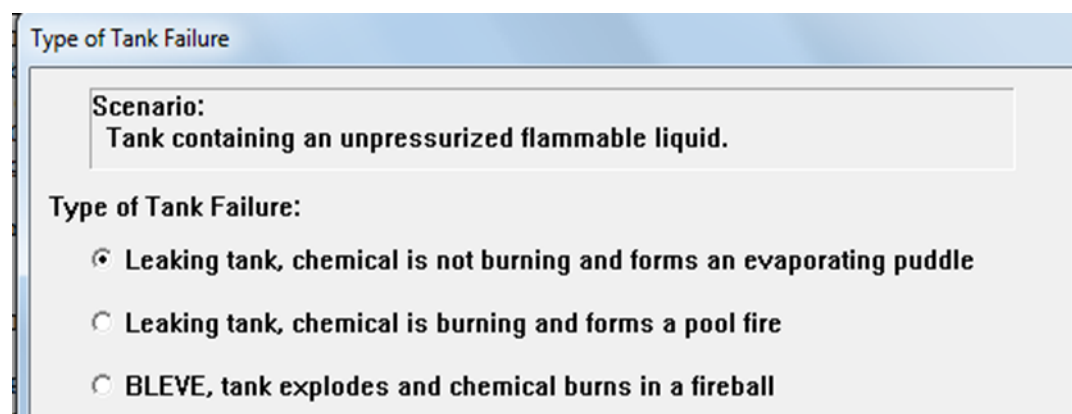 Type of Tank Failure
Scenario:
Tank containing an unpressurized flammable liquid.
Type of Tank Failure:
Leaking tank, chemical is not burning and forms an evaporating puddle
Leaking tank, chemical is burning and forms a pool fire
BLEVE, tank explodes and chemical burns in a fireball